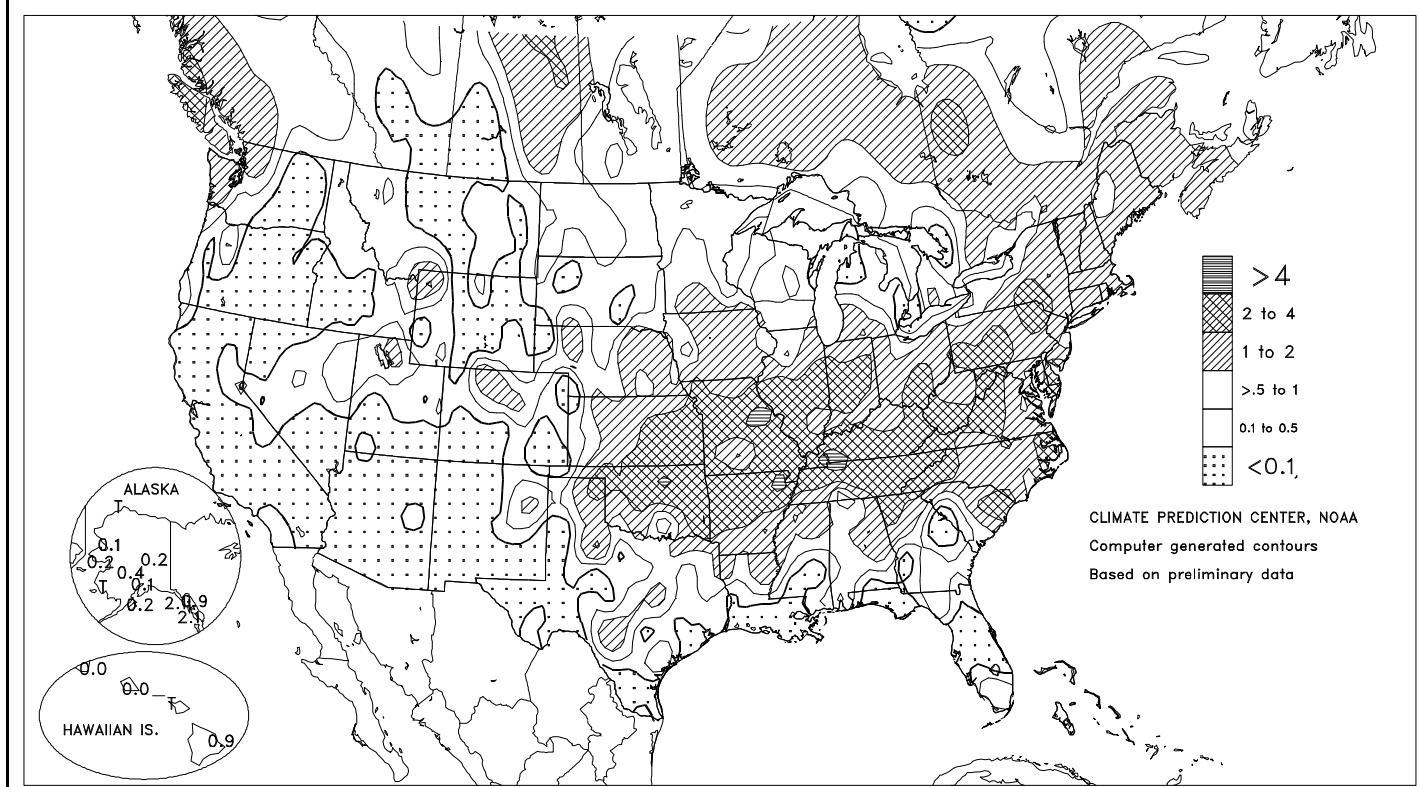 >4
2 to 4
1 to 2
>.5 to 1
0.1 to 0.5
<0.1,
CLIMATE PREDICTION CENTER, NOAA
Computer generated contours
Based on preliminary data
ALASKA
T
0.1
0.2
0.2
0.4
T
0.1
0.2
0.9
2.1
0.0
0.0
T
HAWAIIAN IS.
0.9